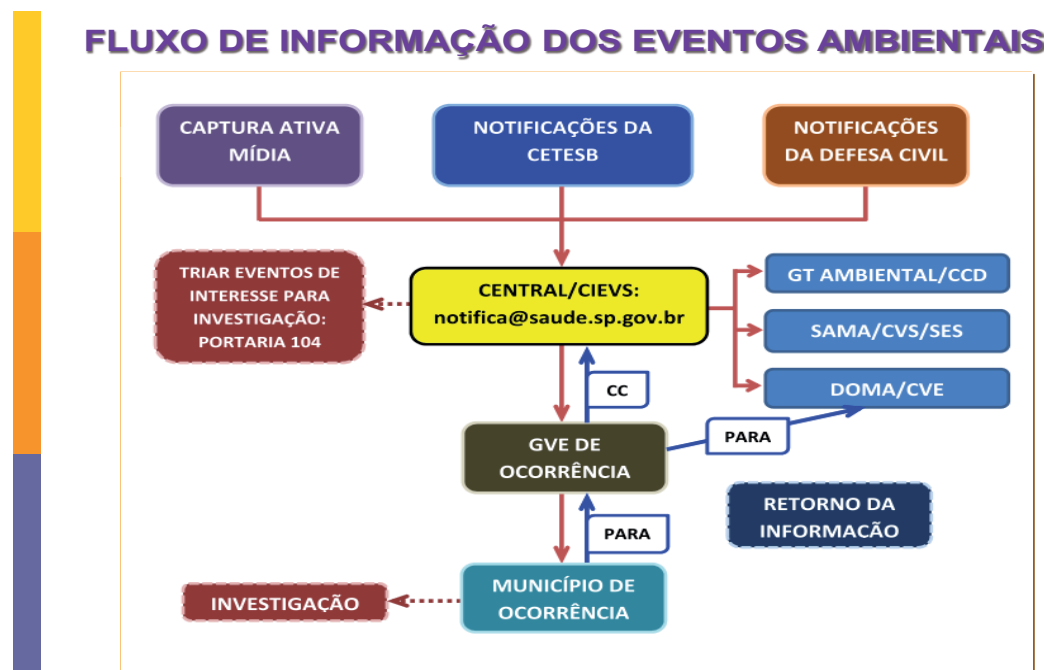 FLUXO DE INFORMAÇÃO DOS EVENTOS AMBIENTAIS
CAPTURA ATIVA
MÍDIA
NOTIFICAÇÕES DA
CETESB
NOTIFICAÇÕES
DA DEFESA CIVIL
TRIAR EVENTOS DE
INTERESSE PARA
INVESTIGAÇÃO:
PORTARIA 104
CENTRAL/CIEVS:
notifica@saude.sp.gov.br
GT AMBIENTAL/CCD
SAMA/CVS/SES
DOMA/CVE
CC
GVE DE
OCORRÊNCIA
PARA
RETORNO DA
INFORMACÃO
PARA
MUNICÍPIO DE
OCORRÊNCIA
INVESTIGAÇÃO